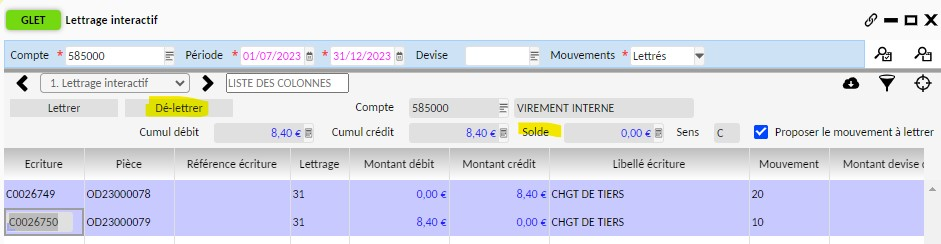 GLET Lettrage interactif
Compte * 585000 Période * 01/07/2023 * 31/12/2023 Devise Mouvements * Lettrés
1. Lettrage interactif LISTE DES COLONNES
Lettrer Dé-lettrer Compte 585000 VIREMENT INTERNE
Cumul débit 8,40 € Cumul crédit 8,40 € Solde 0,00 € Sens C Proposer le mouvement à lettrer
Ecriture Pièce Référence écriture Lettrage Montant débit Montant crédit Libellé écriture Mouvement Montant devise
C0026749 OD23000078 31 0,00 € 8,40 € CHGT DE TIERS 20
C0026750 OD23000079 31 8,40 € 0,00 € CHGT DE TIERS 10